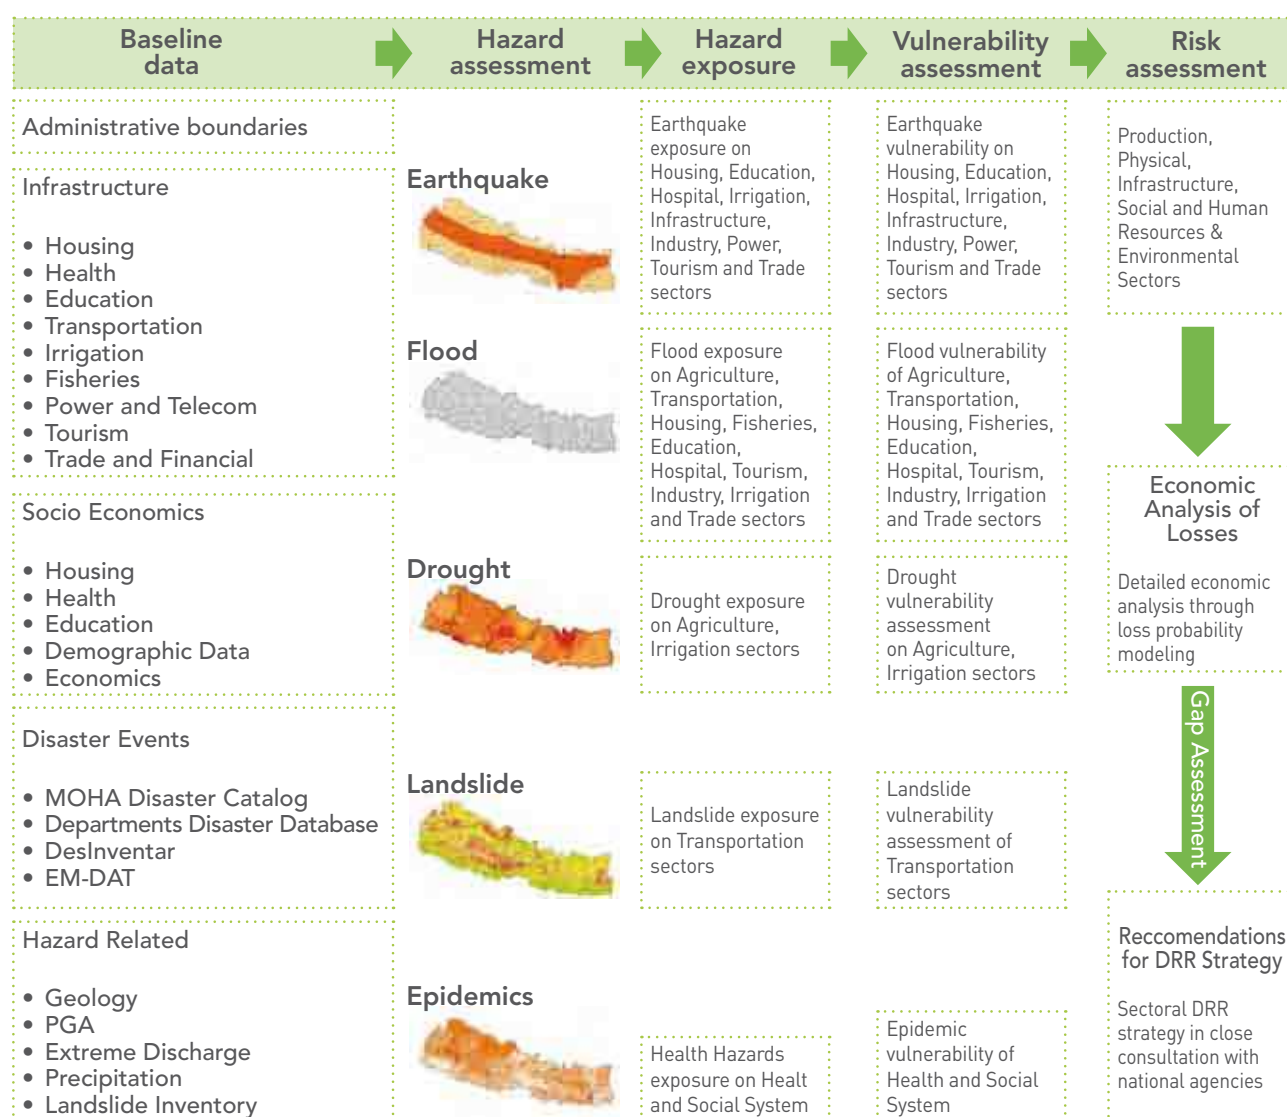 Baseline
data
Hazard
assessment
Hazard
exposure
Vulnerability
assessment
Risk
assessment
Administrative boundaries
Infrastructure
• Housing
• Health
• Education
• Transportation
• Irrigation
• Fisheries
• Power and Telecom
• Tourism
• Trade and Financial
Socio Economics
• Housing
• Health
• Education
• Demographic Data
• Economics
Disaster Events
• MOHA Disaster Catalog
• Departments Disaster Database
• DesInventar
• EM-DAT
Hazard Related
• Geology
• PGA
• Extreme Discharge
• Precipitation
• Landslide Inventory
Earthquake
Flood
Drought
Landslide
Epidemics
Earthquake
exposure on
Housing, Education,
Hospital, Irrigation,
Infrastructure,
Industry, Power,
Tourism and Trade
sectors
Flood exposure
on Agriculture,
Transportation,
Housing, Fisheries,
Education,
Hospital, Tourism,
Industry, Irrigation
and Trade sectors
Drought exposure
on Agriculture,
Irrigation sectors
Landslide exposure
on Transportation
sectors
Health Hazards
exposure on Healt
and Social System
Earthquake
vulnerability on
Housing, Education,
Hospital, Irrigation,
Infrastructure,
Industry, Power,
Tourism and Trade
sectors
Flood vulnerability
of Agriculture,
Transportation,
Housing, Fisheries,
Education,
Hospital, Tourism,
Industry, Irrigation
and Trade sectors
Drought
vulnerability
assessment
on Agriculture,
Irrigation sectors
Landslide
vulnerability
assessment of
Transportation
sectors
Epidemic
vulnerability of
Health and Social
System
Production,
Physical,
Infrastructure,
Social and Human
Resources &
Environmental
Sectors
Economic
Analysis of
Losses
Detailed economic
analysis through
loss probability
modeling
Gap Assessment
Reccomendations
for DRR Strategy
Sectoral DRR
strategy in close
consultation with
national agencies